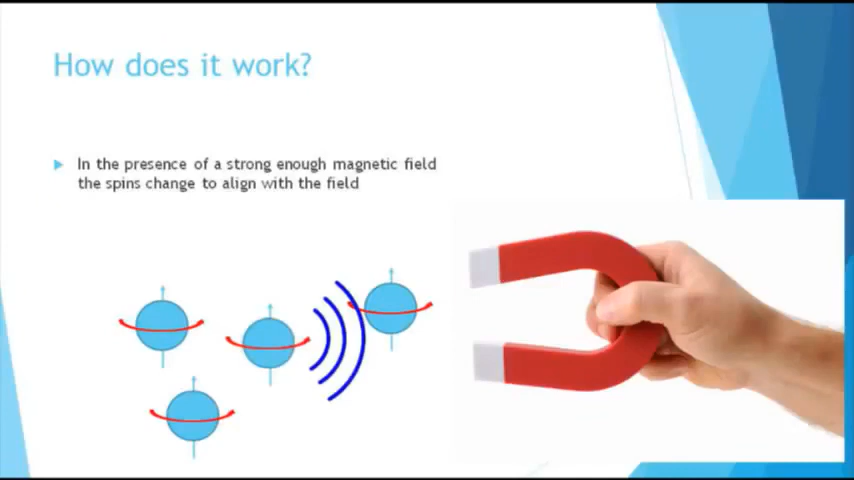 How does it work?
In the presence of a strong enough magnetic field
the spins change to align with the field